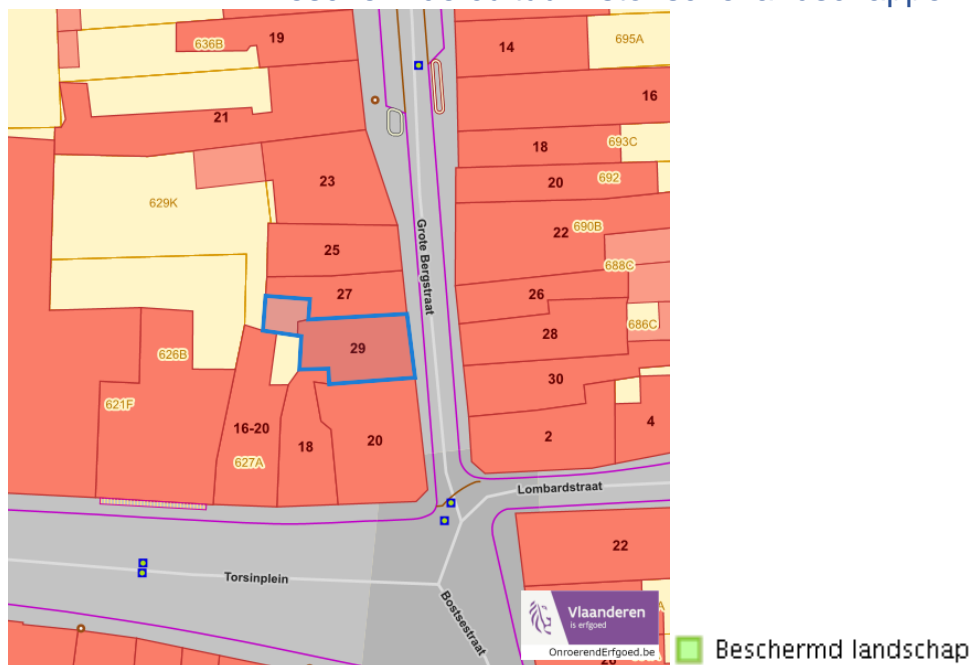 19
636B
14
695A
21
16
18
693C
23
20
692
629K
22
690B
25
688C
Grote Bergstraat
27
26
29
28
686C
626B
30
621F
16-20
18
20
2
4
627A
Lombardstraat
22
Torsinplein
Bostsestraat
Vlaanderen
is erfgoed
OnroerendErfgoed.be
Beschermd landschap